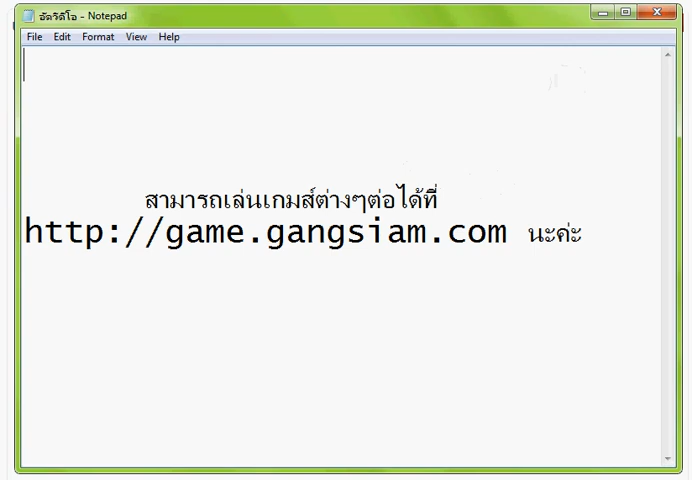 อัดวิดีโอ - Notepad
File Edit Format View Help
สามารถเล่นเกมส์ต่างๆต่อได้ที่
http://game.gangsiam.com นะค่ะ